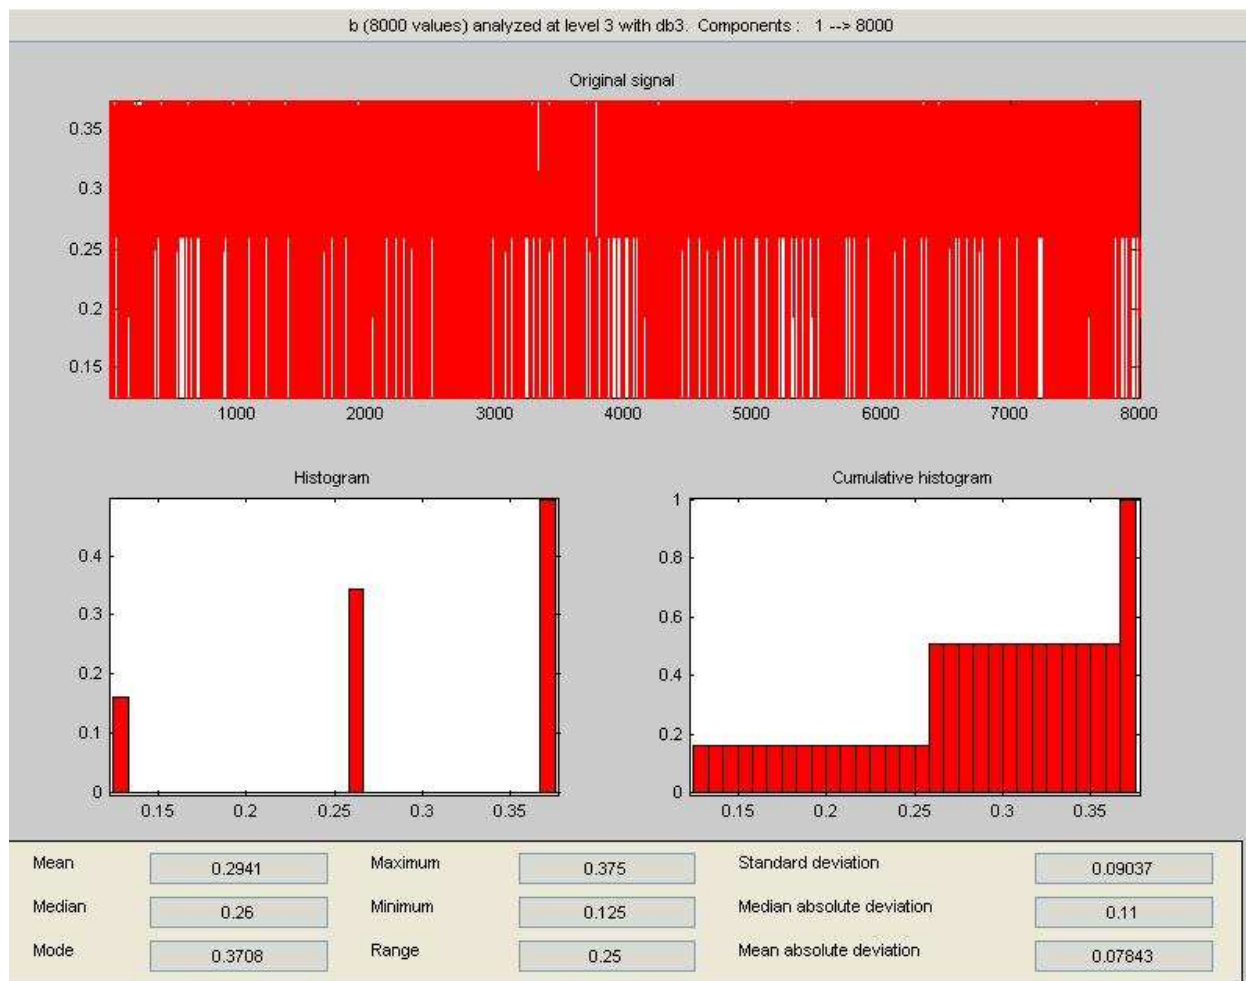 b (8000 values) analyzed at level 3 with db3. Components : 1 --> 8000
Original signal
0.35
0.3
0.25
0.2
0.15
1000 2000 3000 4000 5000 6000 7000 8000
Histogram
0.4
0.3
0.2
0.1
0
0.15 0.2 0.25 0.3 0.35
Cumulative histogram
1
0.8
0.6
0.4
0.2
0
0.15 0.2 0.25 0.3 0.35
Mean 0.2941 Maximum 0.375 Standard deviation 0.09037
Median 0.26 Minimum 0.125 Median absolute deviation 0.11
Mode 0.3708 Range 0.25 Mean absolute deviation 0.07843